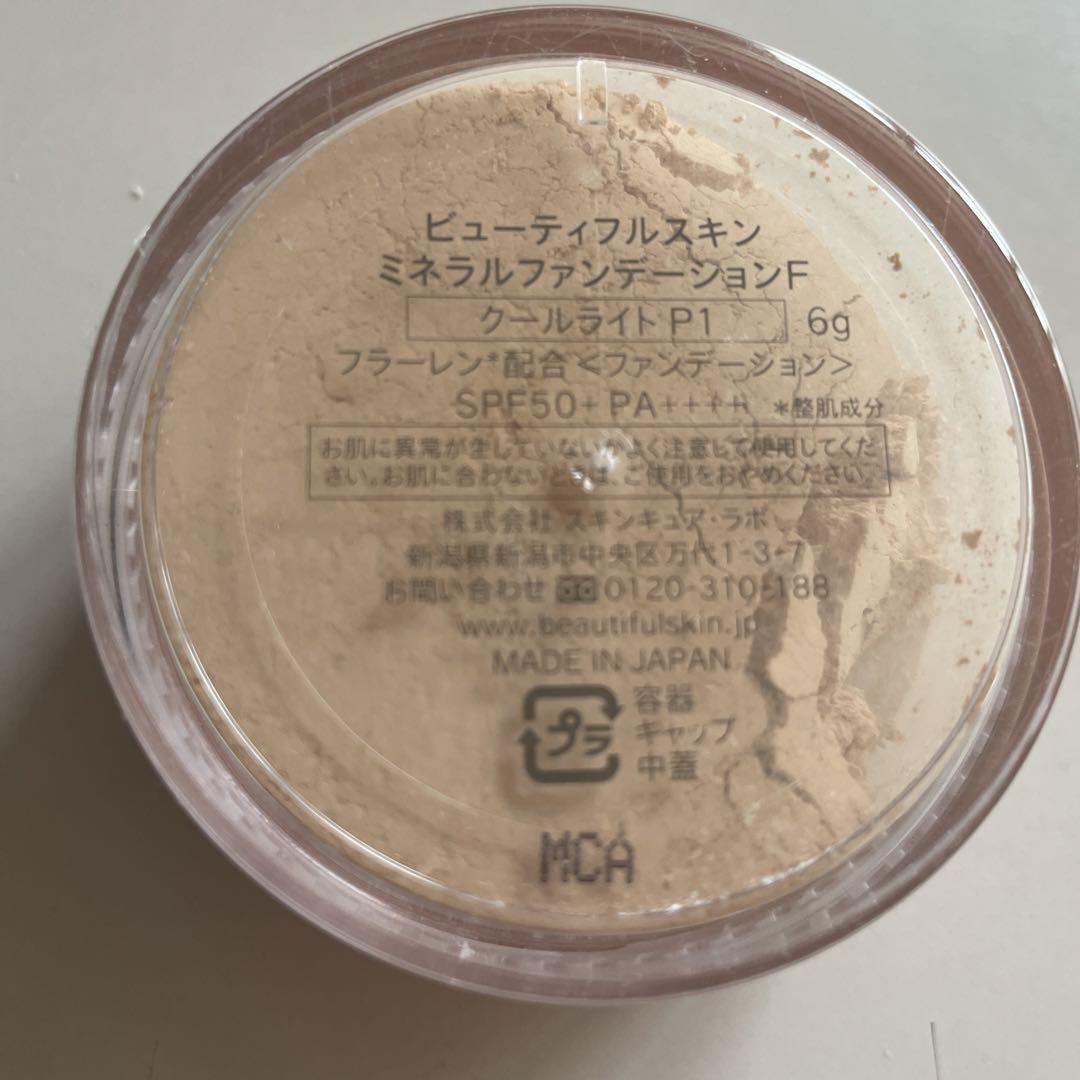 ビューティフルスキン
ミネラルファンデーションF
クールライト P1 6g
フラーレン*配合<ファンデーション>
SPF50+ PA++++ *整肌成分
お肌に異常が生じていないかよく注意して使用してくだ
さい。お肌に合わないときは、ご使用をおやめください。
株式会社 スキンキュア・ラボ
新潟県新潟市中央区万代1-3-7
お問い合わせ 0120-310-188
www.beautifulskin.jp
MADE IN JAPAN
プラ
容器
キャップ
中蓋
MCA